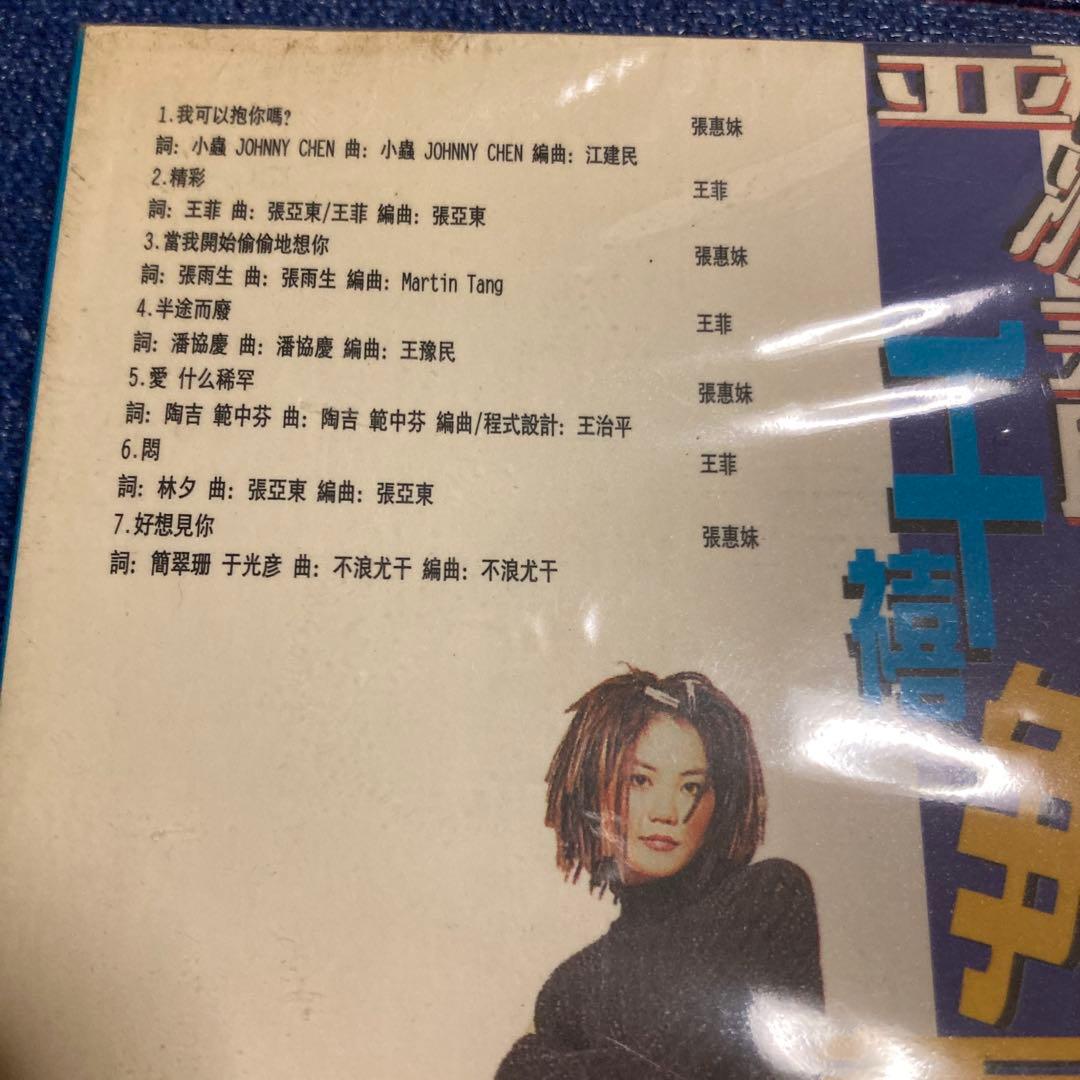 1.我可以抱你嗎? 張惠妹
詞: 小蟲 JOHNNY CHEN 曲: 小蟲 JOHNNY CHEN 編曲: 江建民
2.精彩 王菲
詞: 王菲 曲: 張亞東/王菲 編曲: 張亞東
3.當我開始偷偷地想你 張惠妹
詞: 張雨生 曲: 張雨生 編曲: Martin Tang
4.半途而廢 王菲
詞: 潘協慶 曲: 潘協慶 編曲: 王豫民
5.愛 什么稀罕 張惠妹
詞: 陶吉 範中芬 曲: 陶吉 範中芬 編曲/程式設計: 王治平
6.悶 王菲
詞: 林夕 曲: 張亞東 編曲: 張亞東
7.好想見你 張惠妹
詞: 簡翠珊 于光彦 曲: 不浪尤干 編曲: 不浪尤干
千禧